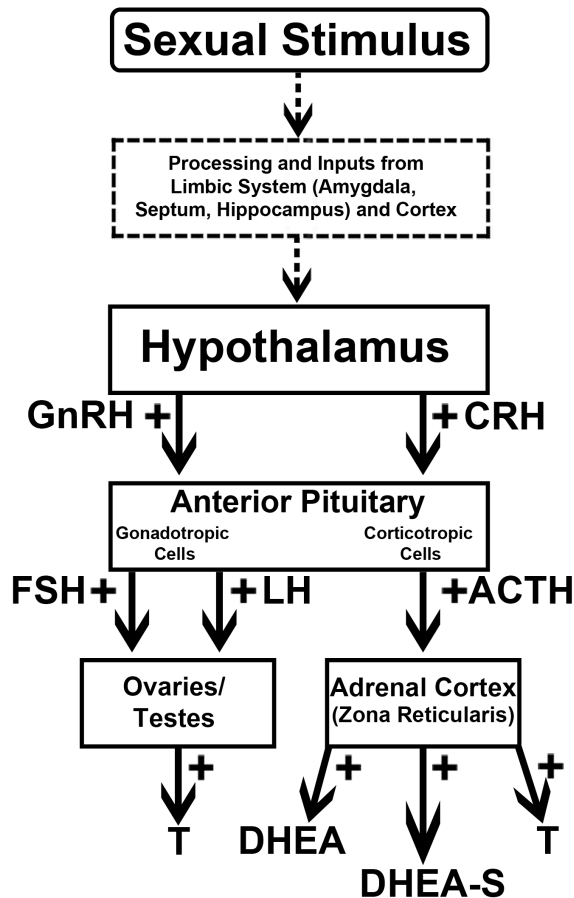 Sexual Stimulus
Processing and Inputs from
Limbic System (Amygdala,
Septum, Hippocampus) and Cortex
Hypothalamus
GnRH +
+ CRH
Anterior Pituitary
Gonadotropic
Cells
Corticotropic
Cells
FSH +
+ LH
+ ACTH
Ovaries/
Testes
Adrenal Cortex
(Zona Reticularis)
+
+
+
+
T
DHEA
DHEA-S
T